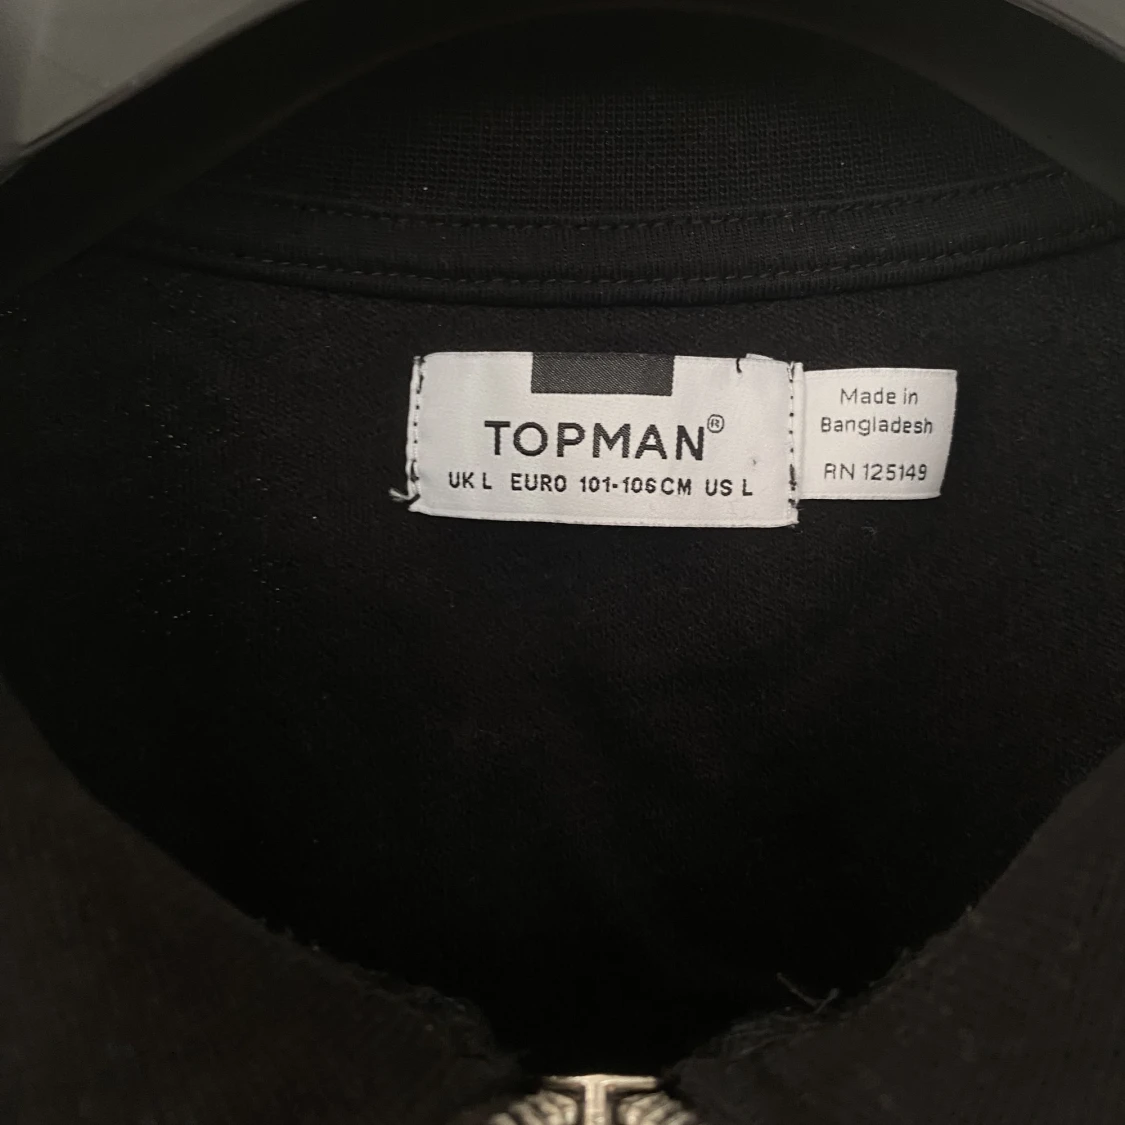 TOPMAN®
UK L EURO 101-106CM US L
Made in
Bangladesh
RN 125149